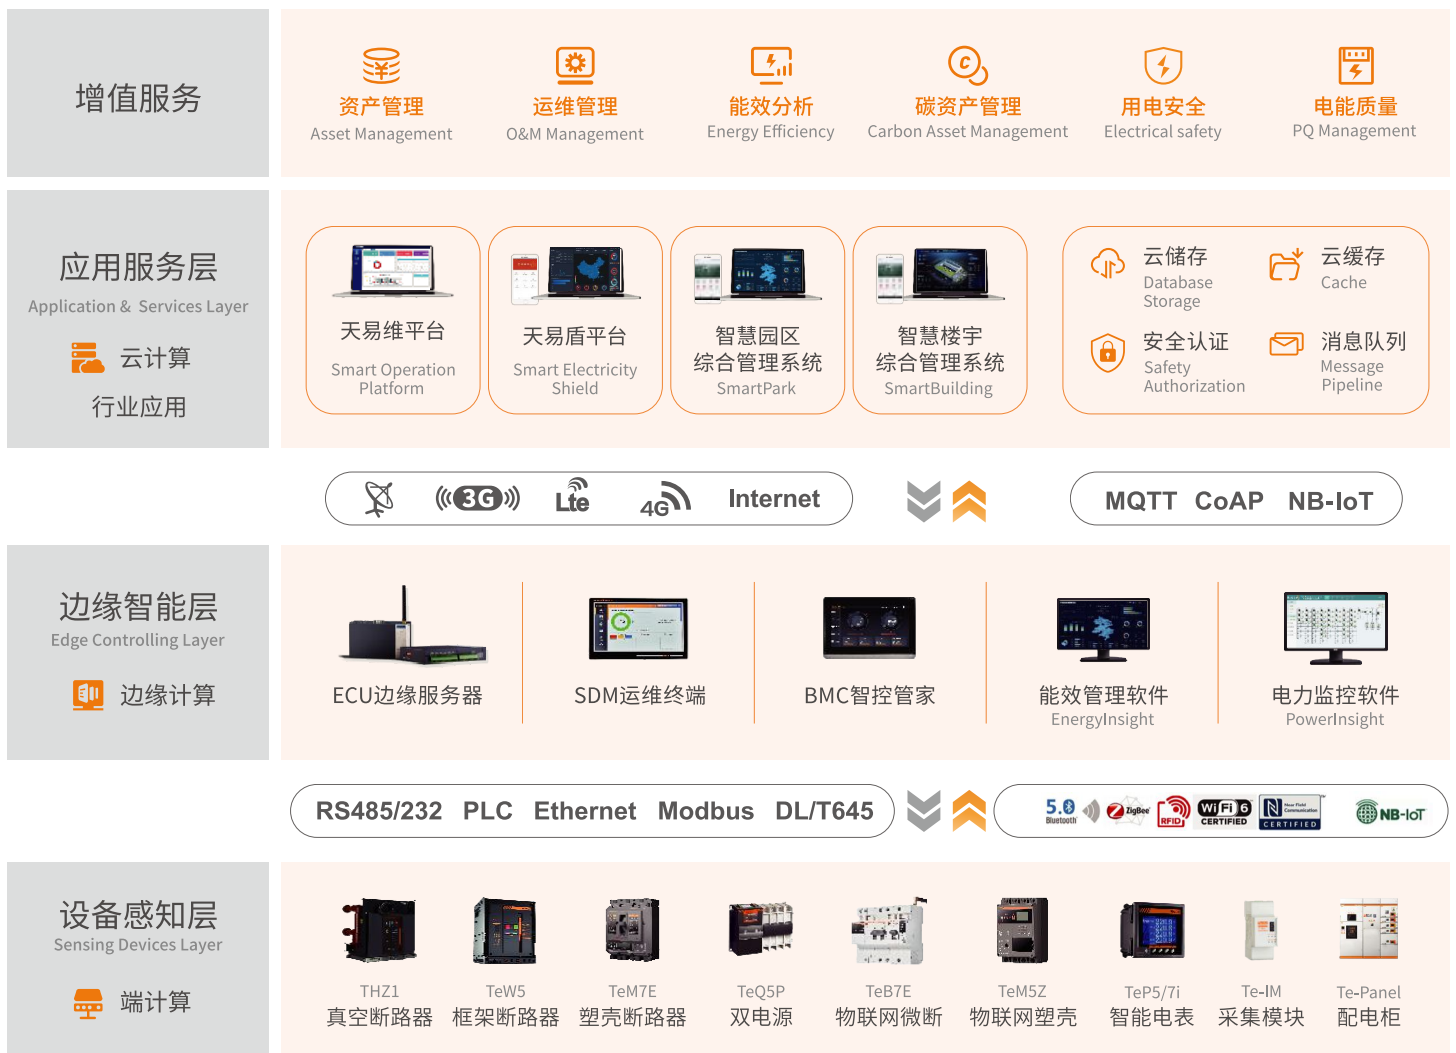 增值服务
资产管理
Asset Management
运维管理
O&M Management
能效分析
Energy Efficiency
碳资产管理
Carbon Asset Management
用电安全
Electrical safety
电能质量
PQ Management
应用服务层
Application & Services Layer
云计算
行业应用
天易维平台
Smart Operation
Platform
天易盾平台
Smart Electricity
Shield
智慧园区
综合管理系统
SmartPark
智慧楼宇
综合管理系统
SmartBuilding
云储存
Database
Storage
云缓存
Cache
安全认证
Safety
Authorization
消息队列
Message
Pipeline
3G
Lte
4G
Internet
MQTT CoAP NB-IoT
边缘智能层
Edge Controlling Layer
边缘计算
ECU边缘服务器
SDM运维终端
BMC智控管家
能效管理软件
EnergyInsight
电力监控软件
PowerInsight
RS485/232 PLC Ethernet Modbus DL/T645
5.0
Bluetooth
ZigBee
RFID
WiFi 6
CERTIFIED
N
Near Field
Communication
CERTIFIED
NB-IoT
设备感知层
Sensing Devices Layer
端计算
THZ1
真空断路器
TeW5
框架断路器
TeM7E
塑壳断路器
TeQ5P
双电源
TeB7E
物联网微断
TeM5Z
物联网塑壳
TeP5/7i
智能电表
Te-IM
采集模块
Te-Panel
配电柜